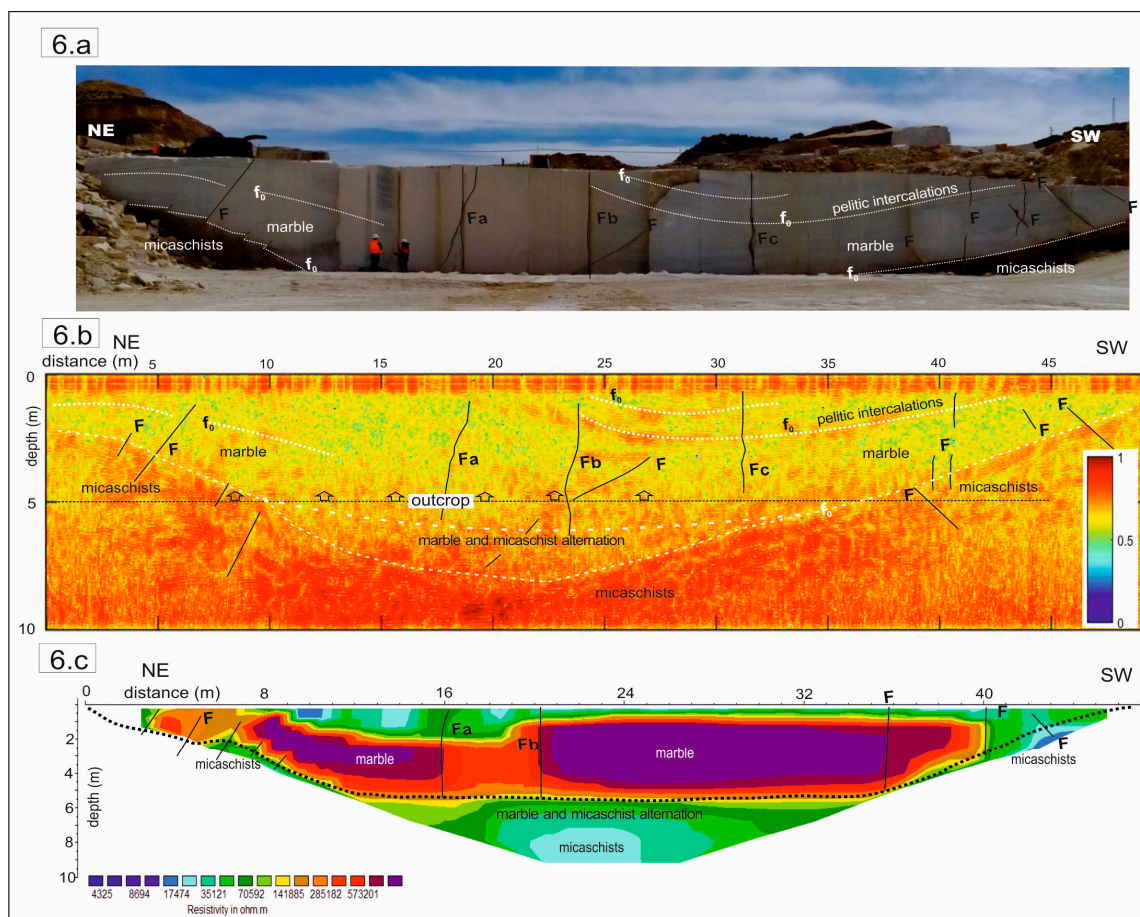 6.a
NE
SW
f₀
f₀
pelitic intercalations
F
F
Fa
Fb
F
f₀
F
marble
Fc
F
marble
micaschists
f₀
f₀
micaschists
6.b
NE
SW
distance (m) 5 10 15 20 25 30 35 40 45
0
f₀
pelitic intercalations
F
F
F
f₀
f₀
F
marble
Fa
Fb
F
Fc
marble
F
depth (m)
micaschists
micaschists
F
5
outcrop
f₀
marble and micaschist alternation
micaschists
10
1
0.5
0
6.c
NE
SW
0 distance (m) 8 16 24 32 40
F
F
Fa
Fb
F
F
2
micaschists
marble
marble
micaschists
4
depth (m)
6
marble and micaschist alternation
8
micaschists
10
4325 8694 17474 35121 70592 141885 285182 573201
Resistivity in ohm.m